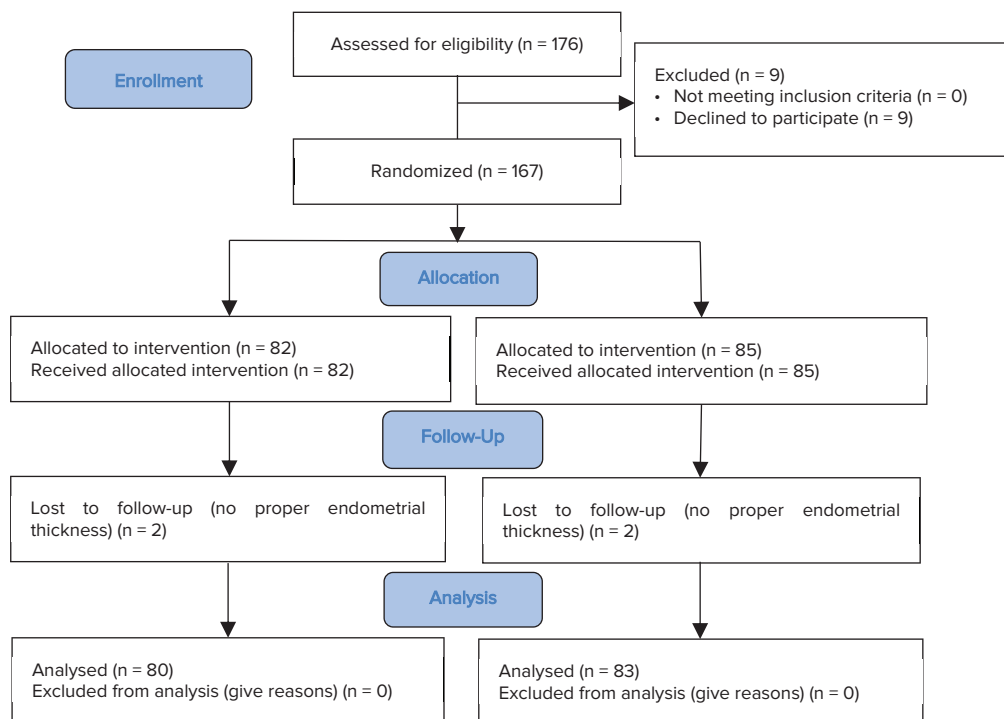 Assessed for eligibility (n = 176)
Enrollment
Excluded (n = 9)
• Not meeting inclusion criteria (n = 0)
• Declined to participate (n = 9)
Randomized (n = 167)
Allocation
Allocated to intervention (n = 82)
Received allocated intervention (n = 82)
Allocated to intervention (n = 85)
Received allocated intervention (n = 85)
Follow-Up
Lost to follow-up (no proper endometrial
thickness) (n = 2)
Lost to follow-up (no proper endometrial
thickness) (n = 2)
Analysis
Analysed (n = 80)
Excluded from analysis (give reasons) (n = 0)
Analysed (n = 83)
Excluded from analysis (give reasons) (n = 0)